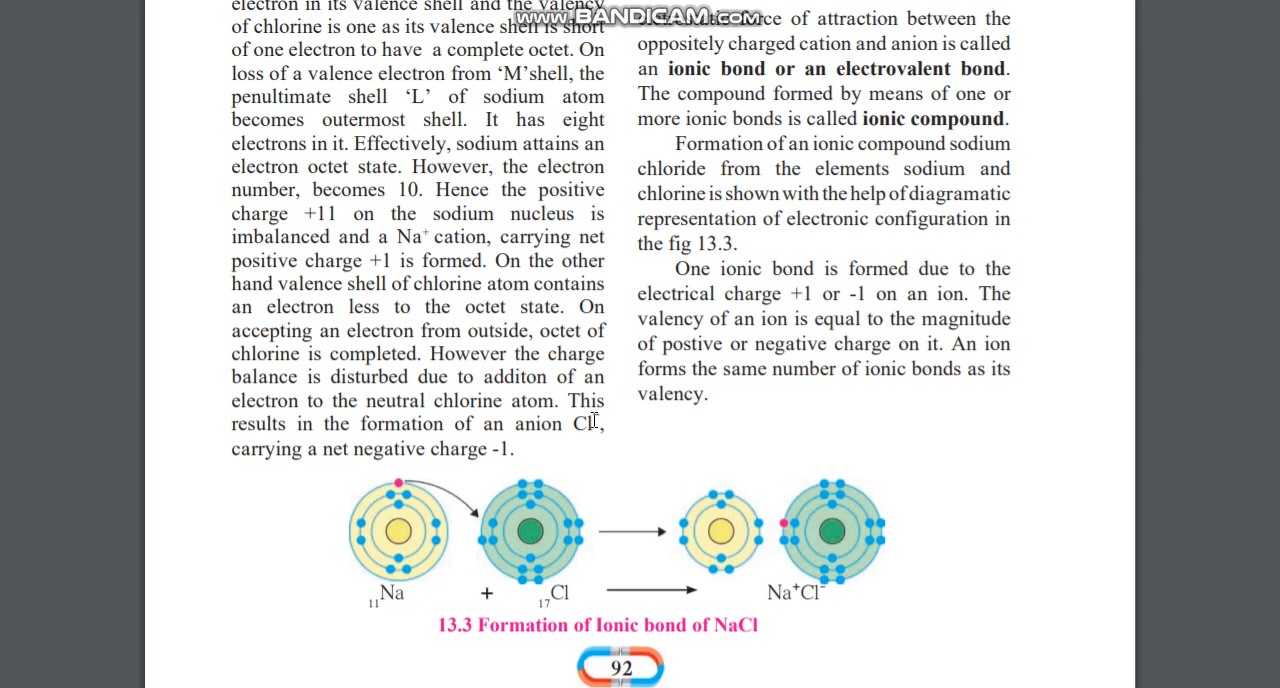 www.BANDICAM.com
electron in its valence shell and the valency
of chlorine is one as its valence shell is short
of one electron to have a complete octet. On
loss of a valence electron from ‘M’shell, the
penultimate shell ‘L’ of sodium atom
becomes outermost shell. It has eight
electrons in it. Effectively, sodium attains an
electron octet state. However, the electron
number, becomes 10. Hence the positive
charge +11 on the sodium nucleus is
imbalanced and a Na⁺ cation, carrying net
positive charge +1 is formed. On the other
hand valence shell of chlorine atom contains
an electron less to the octet state. On
accepting an electron from outside, octet of
chlorine is completed. However the charge
balance is disturbed due to additon of an
electron to the neutral chlorine atom. This
results in the formation of an anion Cl⁻,
carrying a net negative charge -1.
force of attraction between the
oppositely charged cation and anion is called
an ionic bond or an electrovalent bond.
The compound formed by means of one or
more ionic bonds is called ionic compound.
Formation of an ionic compound sodium
chloride from the elements sodium and
chlorine is shown with the help of diagramatic
representation of electronic configuration in
the fig 13.3.
One ionic bond is formed due to the
electrical charge +1 or -1 on an ion. The
valency of an ion is equal to the magnitude
of postive or negative charge on it. An ion
forms the same number of ionic bonds as its
valency.
₁₁Na + ₁₇Cl Na⁺Cl⁻
13.3 Formation of Ionic bond of NaCl
92